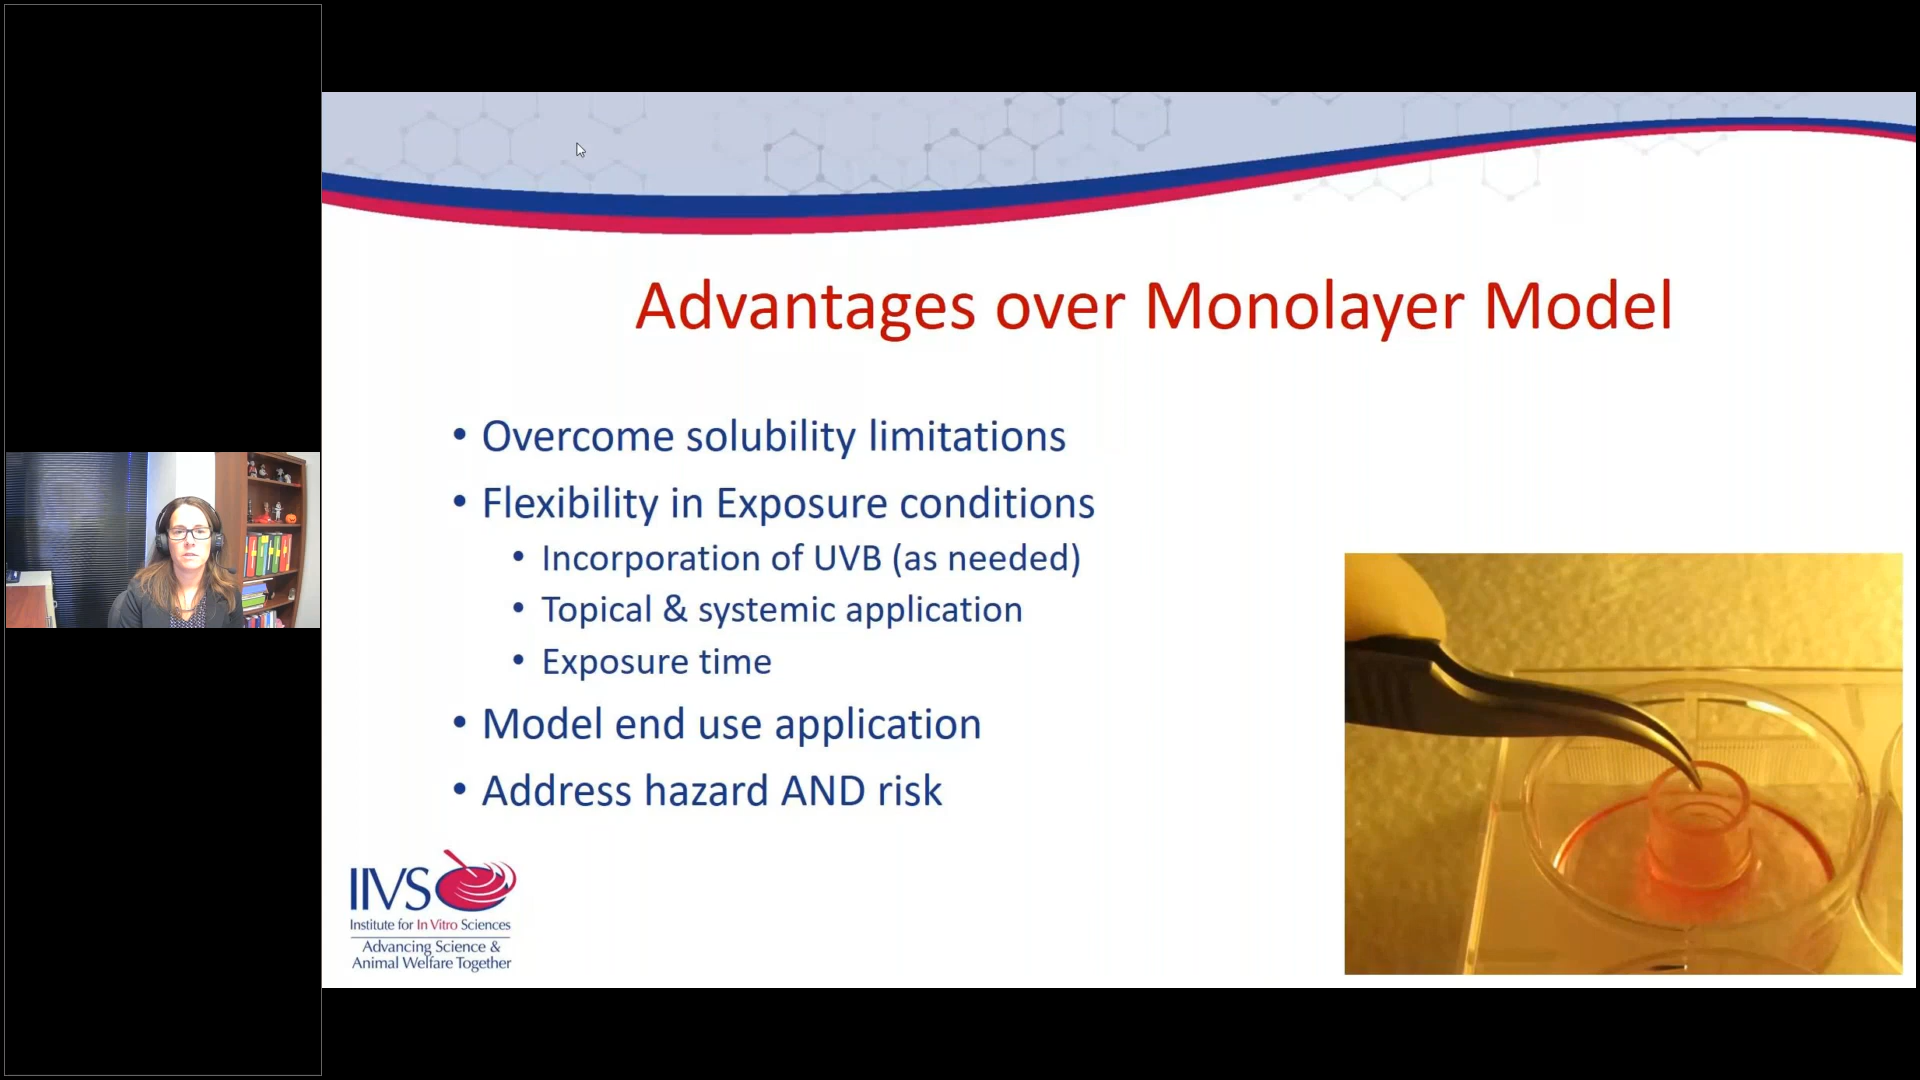 Advantages over Monolayer Model
• Overcome solubility limitations
• Flexibility in Exposure conditions
• Incorporation of UVB (as needed)
• Topical & systemic application
• Exposure time
• Model end use application
• Address hazard AND risk
IIVS
Institute for In Vitro Sciences
Advancing Science &
Animal Welfare Together